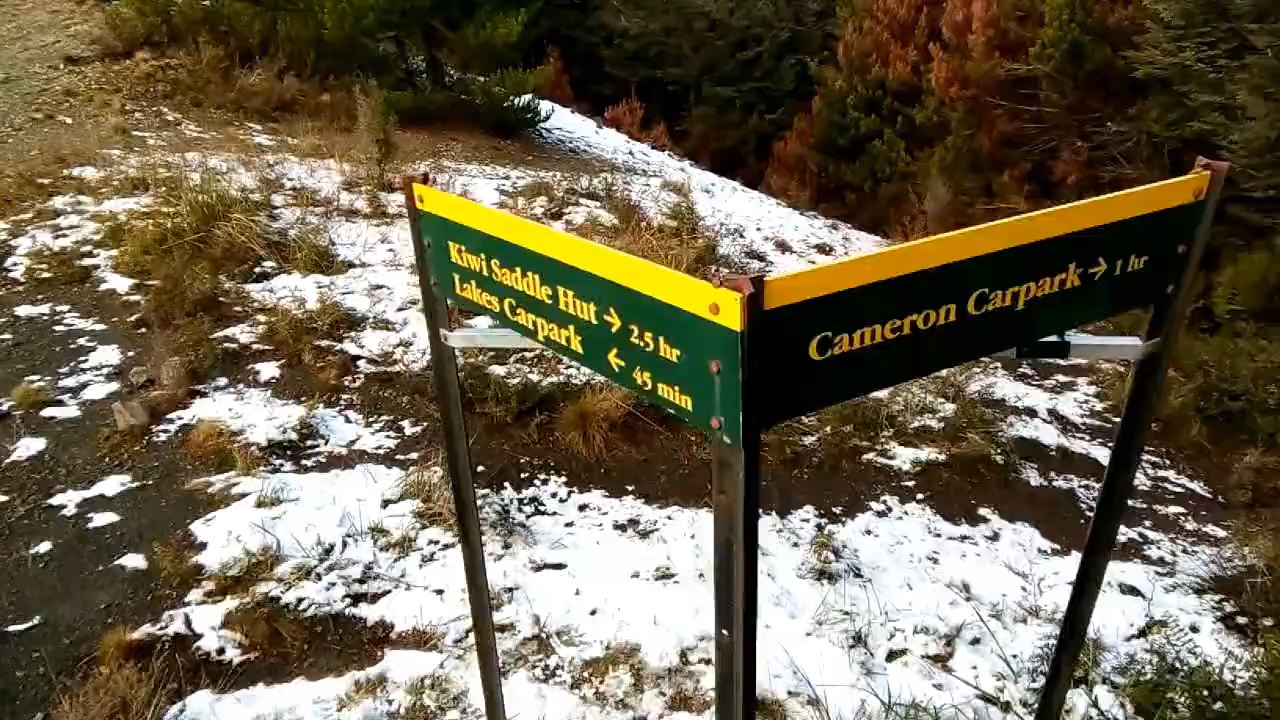 Kiwi Saddle Hut → 2.5 hr
Lakes Carpark ← 45 min
Cameron Carpark → 1 hr